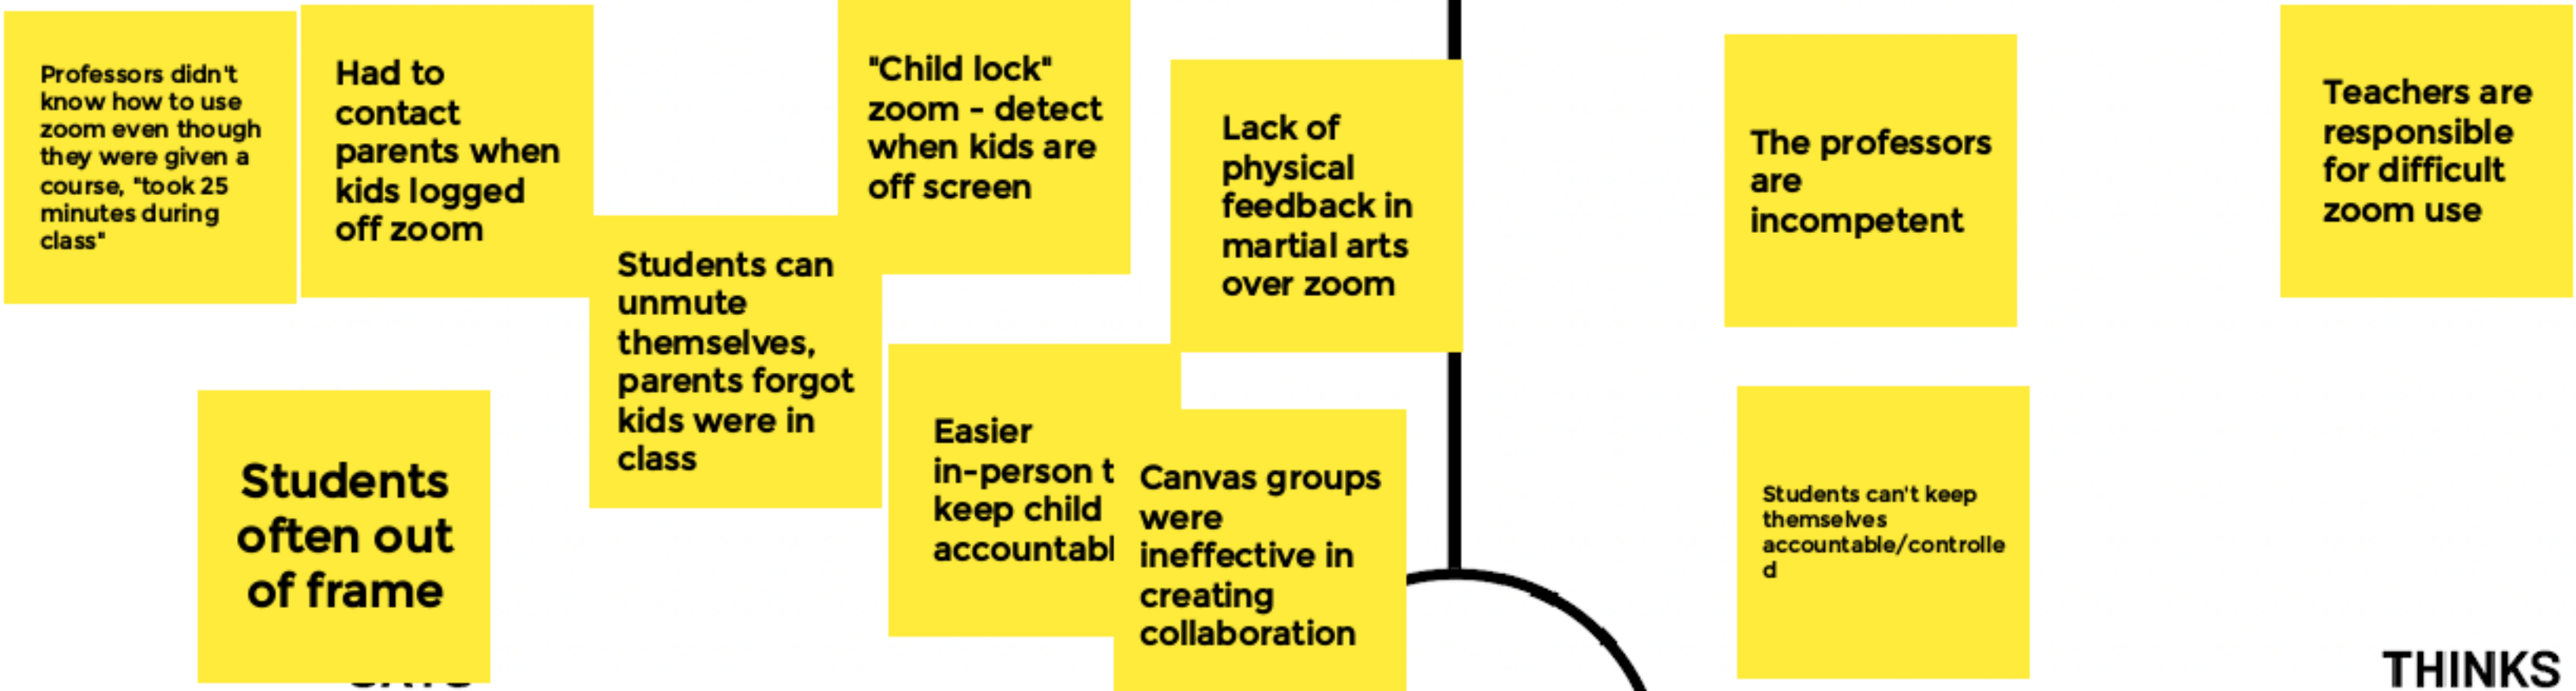 Professors didn't
know how to use
zoom even though
they were given a
course, "took 25
minutes during
class"
Had to
contact
parents when
kids logged
off zoom
Students can
unmute
themselves,
parents forgot
kids were in
class
"Child lock"
zoom - detect
when kids are
off screen
Lack of
physical
feedback in
martial arts
over zoom
Students
often out
of frame
Easier
in-person t
keep child
accountabl
Canvas groups
were
ineffective in
creating
collaboration
The professors
are
incompetent
Teachers are
responsible
for difficult
zoom use
Students can't keep
themselves
accountable/controlle
d
THINKS